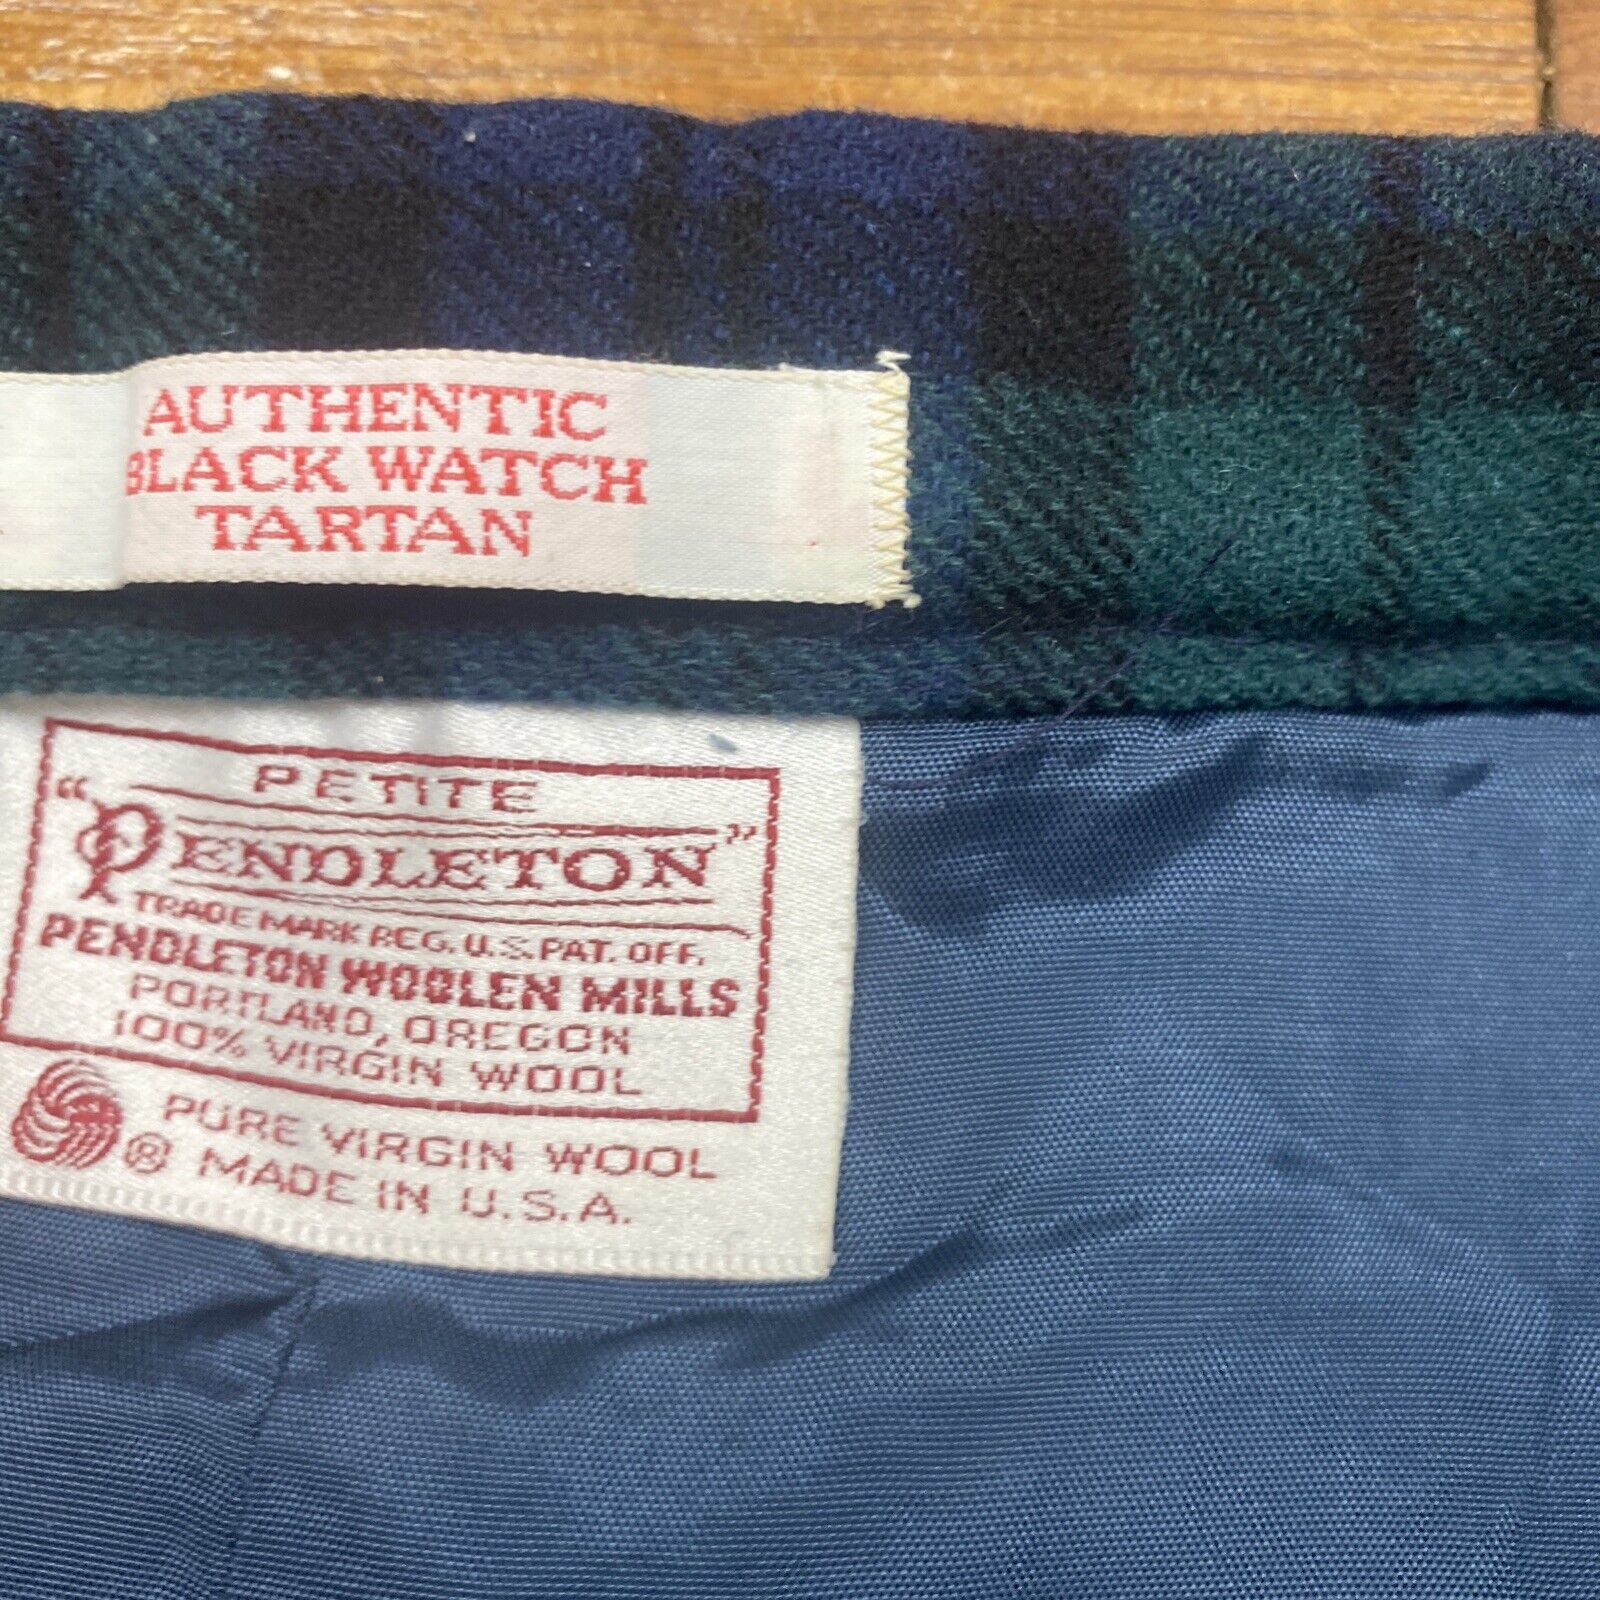 AUTHENTIC
BLACK WATCH
TARTAN
PETITE
"PENDLETON"
TRADE MARK REG. U.S. PAT. OFF.
PENDLETON WOOLEN MILLS
PORTLAND, OREGON
100% VIRGIN WOOL
PURE VIRGIN WOOL
® MADE IN U.S.A.